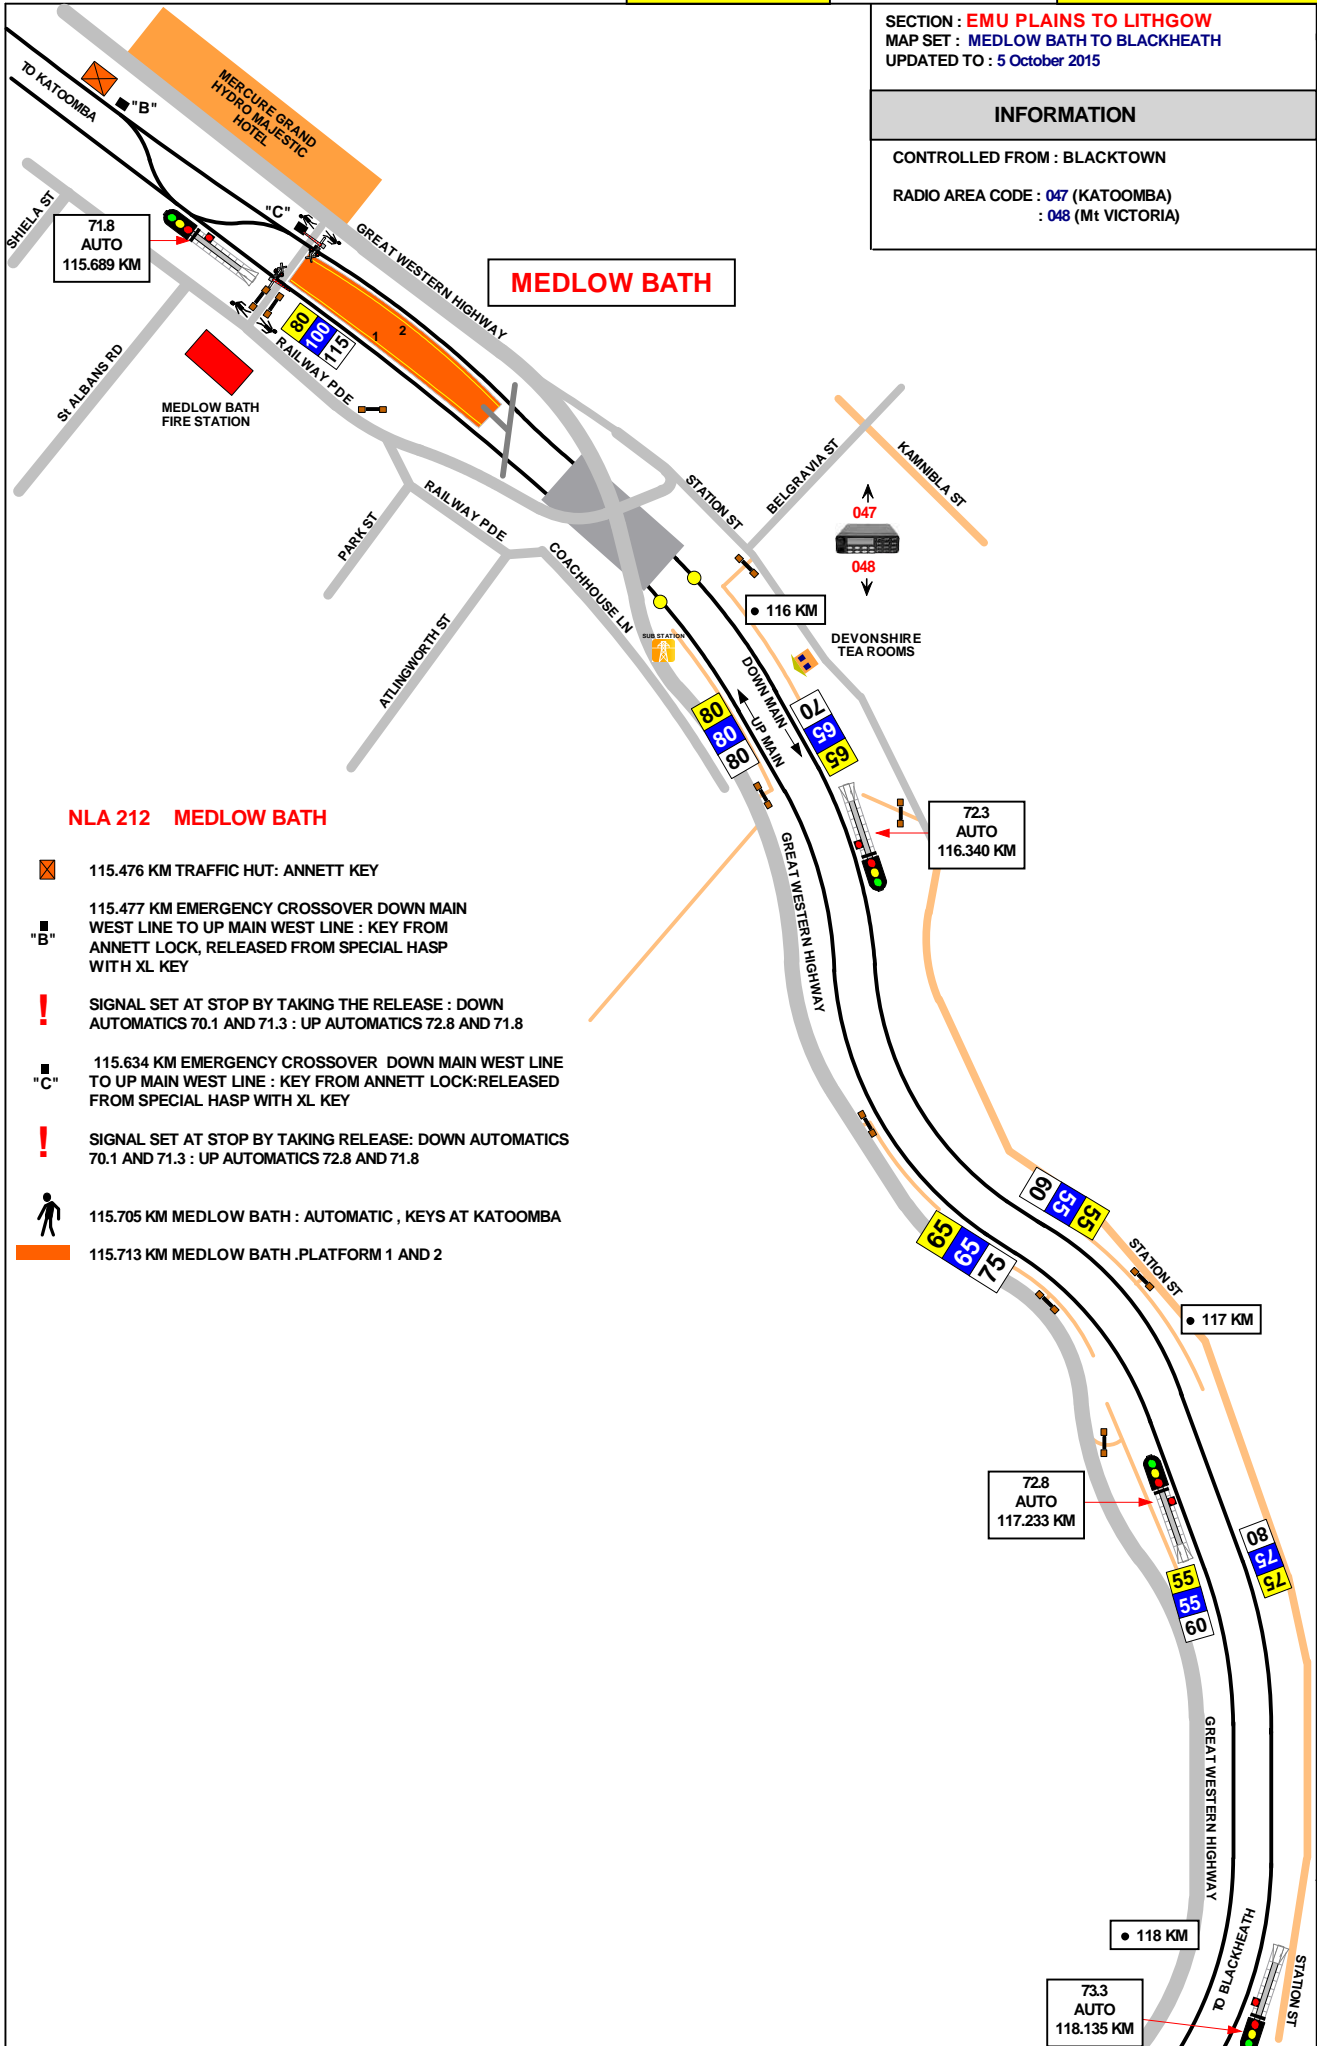 SECTION : EMU PLAINS TO LITHGOW
MAP SET : MEDLOW BATH TO BLACKHEATH
UPDATED TO : 5 October 2015
INFORMATION
CONTROLLED FROM : BLACKTOWN
RADIO AREA CODE : 047 (KATOOMBA)
: 048 (Mt VICTORIA)
TO KATOOMBA
"B"
MERCURE GRAND
HYDRO MAJESTIC
HOTEL
"C"
SHIELA ST
71.8
AUTO
115.689 KM
GREAT WESTERN HIGHWAY
MEDLOW BATH
80
100
115
1
2
RAILWAY PDE
St ALBANS RD
MEDLOW BATH
FIRE STATION
STATION ST
BELGRAVIA ST
KAMNIBLA ST
PARK ST
RAILWAY PDE
COACHHOUSE LN
ATLINGWORTH ST
047
048
116 KM
SUB STATION
DEVONSHIRE
TEA ROOMS
DOWN MAIN
UP MAIN
80
80
80
70
65
65
72.3
AUTO
116.340 KM
GREAT WESTERN HIGHWAY
NLA 212 MEDLOW BATH
115.476 KM TRAFFIC HUT: ANNETT KEY
"B"
115.477 KM EMERGENCY CROSSOVER DOWN MAIN
WEST LINE TO UP MAIN WEST LINE : KEY FROM
ANNETT LOCK, RELEASED FROM SPECIAL HASP
WITH XL KEY
!
SIGNAL SET AT STOP BY TAKING THE RELEASE : DOWN
AUTOMATICS 70.1 AND 71.3 : UP AUTOMATICS 72.8 AND 71.8
"C"
115.634 KM EMERGENCY CROSSOVER DOWN MAIN WEST LINE
TO UP MAIN WEST LINE : KEY FROM ANNETT LOCK:RELEASED
FROM SPECIAL HASP WITH XL KEY
!
SIGNAL SET AT STOP BY TAKING RELEASE: DOWN AUTOMATICS
70.1 AND 71.3 : UP AUTOMATICS 72.8 AND 71.8
115.705 KM MEDLOW BATH : AUTOMATIC , KEYS AT KATOOMBA
115.713 KM MEDLOW BATH .PLATFORM 1 AND 2
60
55
55
65
65
75
STATION ST
117 KM
72.8
AUTO
117.233 KM
80
75
75
55
55
60
GREAT WESTERN HIGHWAY
118 KM
TO BLACKHEATH
STATION ST
73.3
AUTO
118.135 KM